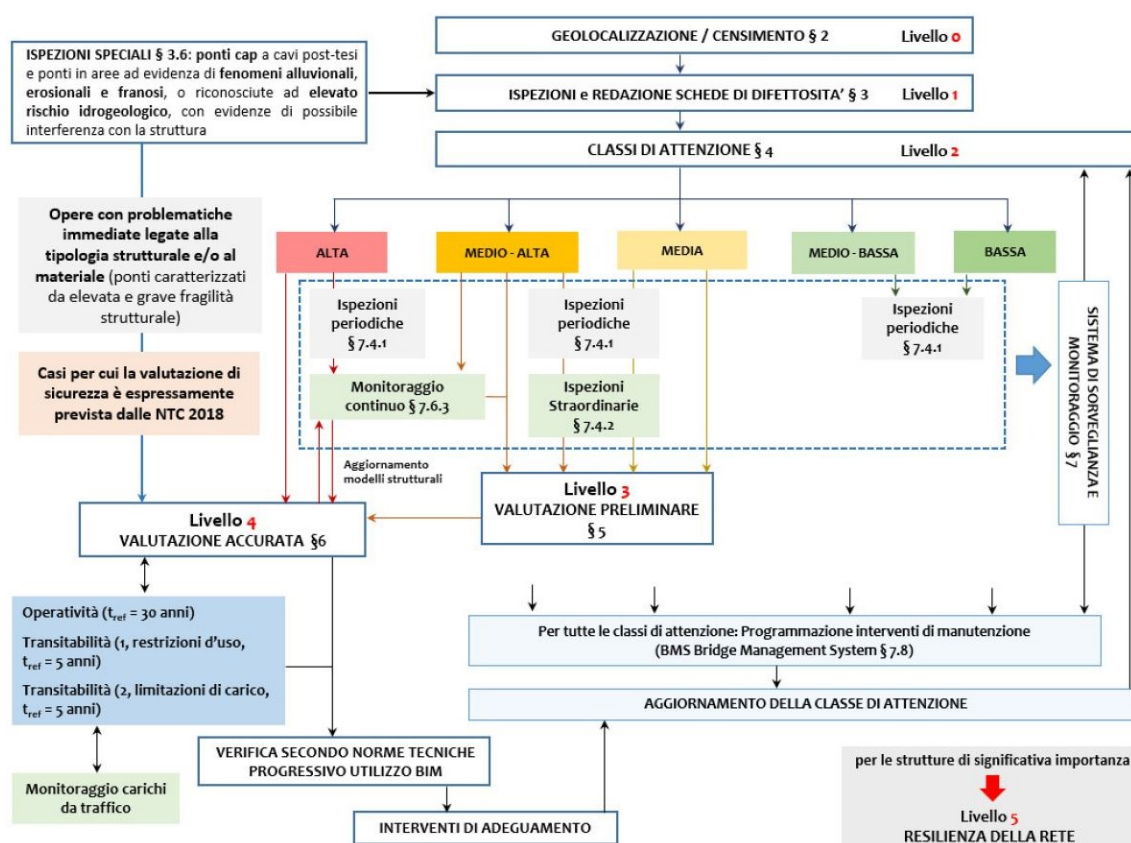 GEOLOCALIZZAZIONE / CENSIMENTO § 2 Livello 0
ISPEZIONI SPECIALI § 3.6: ponti cap a cavi post-tesi
e ponti in aree ad evidenza di fenomeni alluvionali,
erosionali e franosi, o riconosciute ad elevato
rischio idrogeologico, con evidenze di possibile
interferenza con la struttura
ISPEZIONI e REDAZIONE SCHEDE DI DIFETTOSITA’ § 3 Livello 1
CLASSI DI ATTENZIONE § 4 Livello 2
Opere con problematiche
immediate legate alla
tipologia strutturale e/o al
materiale (ponti caratterizzati
da elevata e grave fragilità
strutturale)
Casi per cui la valutazione di
sicurezza è espressamente
prevista dalle NTC 2018
ALTA
MEDIO - ALTA
MEDIA
MEDIO - BASSA
BASSA
Ispezioni
periodiche
§ 7.4.1
Ispezioni
periodiche
§ 7.4.1
Ispezioni
periodiche
§ 7.4.1
Monitoraggio
continuo § 7.6.3
Ispezioni
Straordinarie
§ 7.4.2
SISTEMA DI SORVEGLIANZA E
MONITORAGGIO §7
Aggiornamento
modelli strutturali
Livello 3
VALUTAZIONE PRELIMINARE
§ 5
Livello 4
VALUTAZIONE ACCURATA §6
Operatività (tref = 30 anni)
Transitabilità (1, restrizioni d’uso,
tref = 5 anni)
Transitabilità (2, limitazioni di carico,
tref = 5 anni)
Monitoraggio carichi
da traffico
Per tutte le classi di attenzione: Programmazione interventi di manutenzione
(BMS Bridge Management System § 7.8)
AGGIORNAMENTO DELLA CLASSE DI ATTENZIONE
VERIFICA SECONDO NORME TECNICHE
PROGRESSIVO UTILIZZO BIM
INTERVENTI DI ADEGUAMENTO
per le strutture di significativa importanza
Livello 5
RESILIENZA DELLA RETE